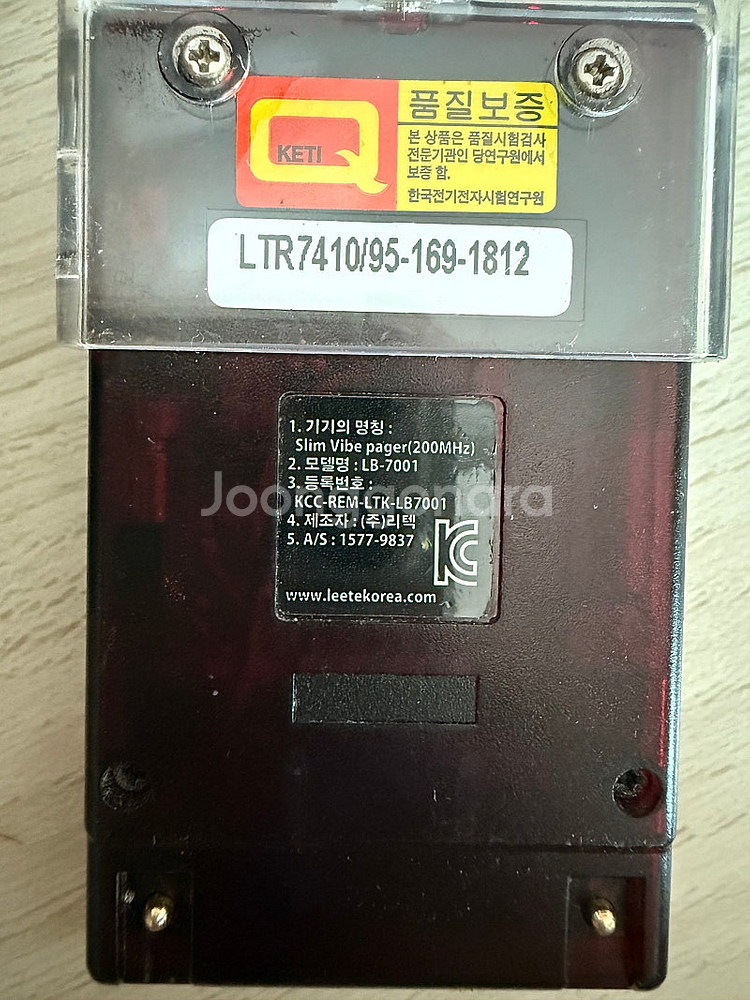 KETI
품질보증
본 상품은 품질시험검사
전문기관인 당연구원에서
보증 함.
한국전기전자시험연구원
LTR7410/95-169-1812
1. 기기의 명칭 :
Slim Vibe pager(200MHz)
2. 모델명 : LB-7001
3. 등록번호 :
KCC-REM-LTK-LB7001
4. 제조자 : (주)리텍
5. A/S : 1577-9837
www.leetekorea.com
Joongonara